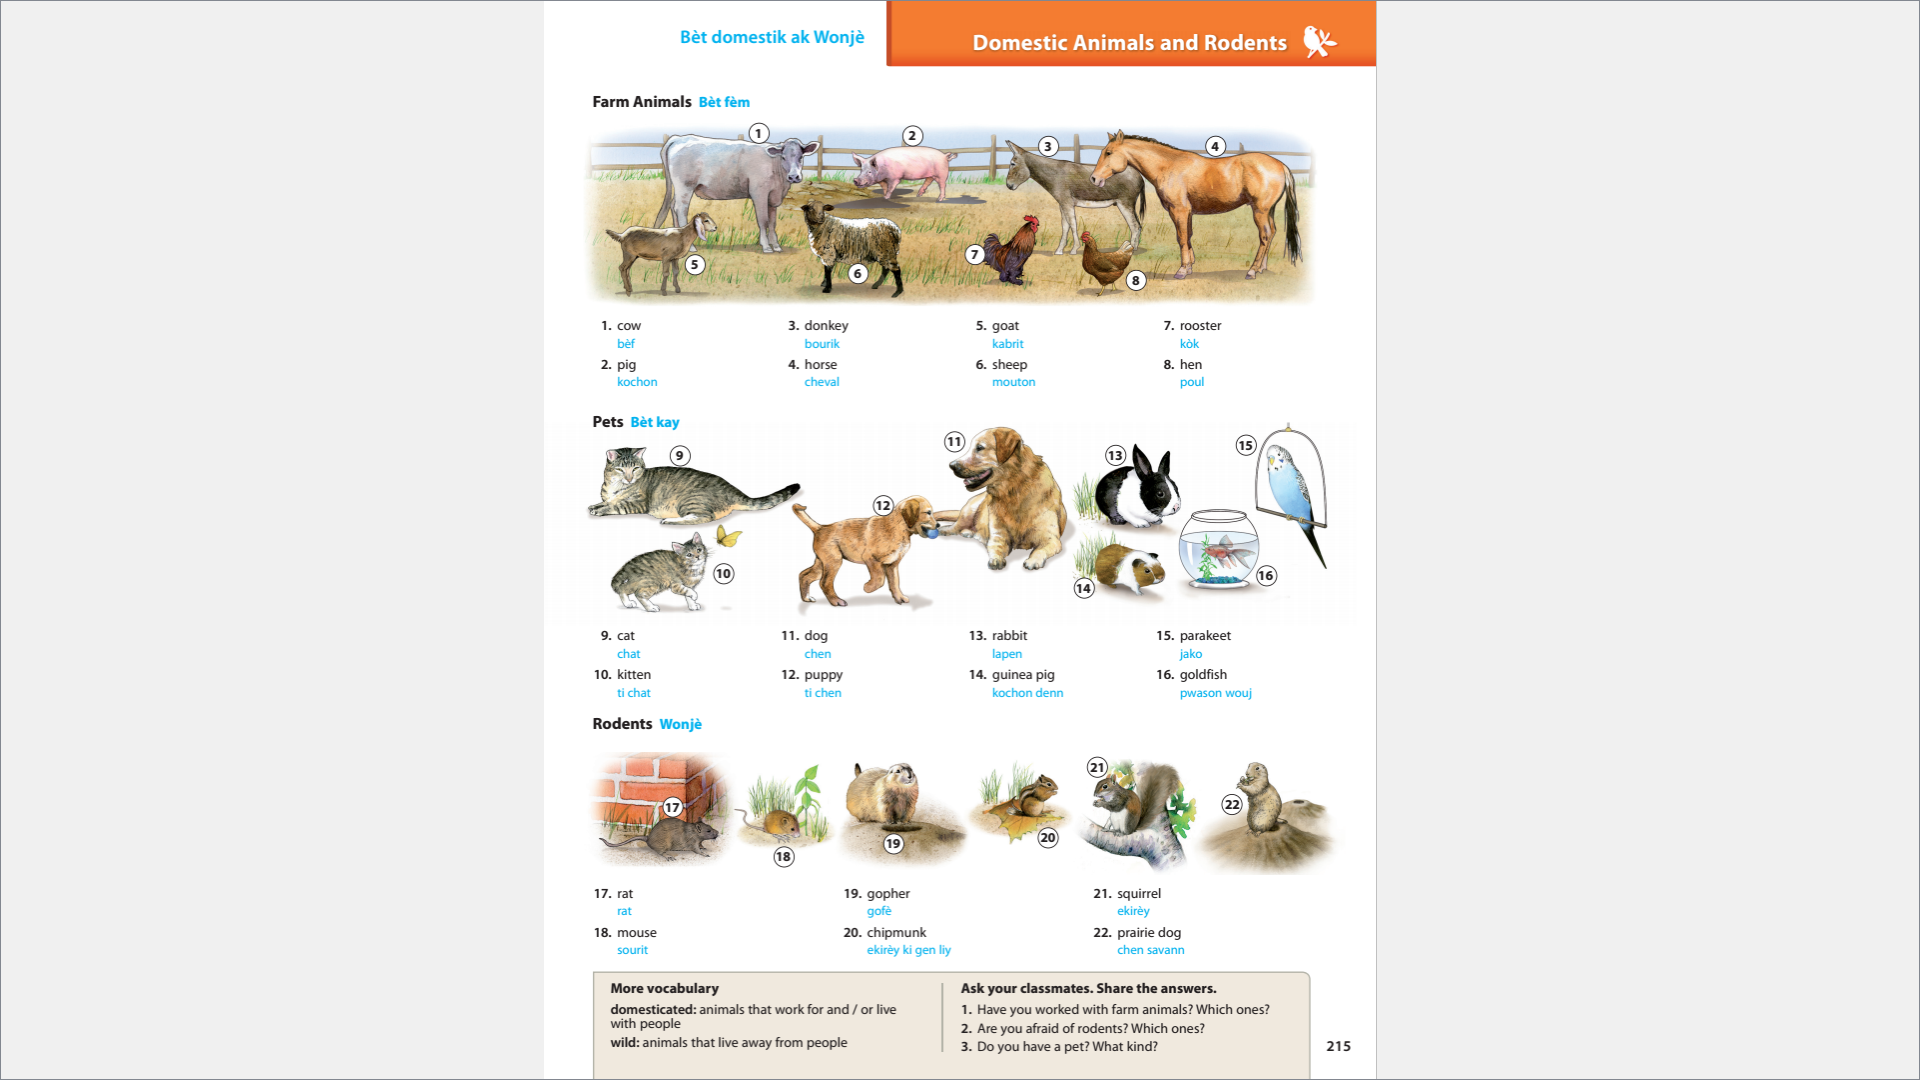 Bèt domestik ak Wonjè
Domestic Animals and Rodents
Farm Animals Bèt fèm
1
2
3
4
5
6
7
8
1. cow
bèf
2. pig
kochon
3. donkey
bourik
4. horse
cheval
5. goat
kabrit
6. sheep
mouton
7. rooster
kòk
8. hen
poul
Pets Bèt kay
9
10
11
12
13
14
15
16
9. cat
chat
10. kitten
ti chat
11. dog
chen
12. puppy
ti chen
13. rabbit
lapen
14. guinea pig
kochon denn
15. parakeet
jako
16. goldfish
pwason wouj
Rodents Wonjè
17
18
19
20
21
22
17. rat
rat
18. mouse
sourit
19. gopher
gofè
20. chipmunk
ekirèy ki gen liy
21. squirrel
ekirèy
22. prairie dog
chen savann
More vocabulary
domesticated: animals that work for and / or live
with people
wild: animals that live away from people
Ask your classmates. Share the answers.
1. Have you worked with farm animals? Which ones?
2. Are you afraid of rodents? Which ones?
3. Do you have a pet? What kind?
215